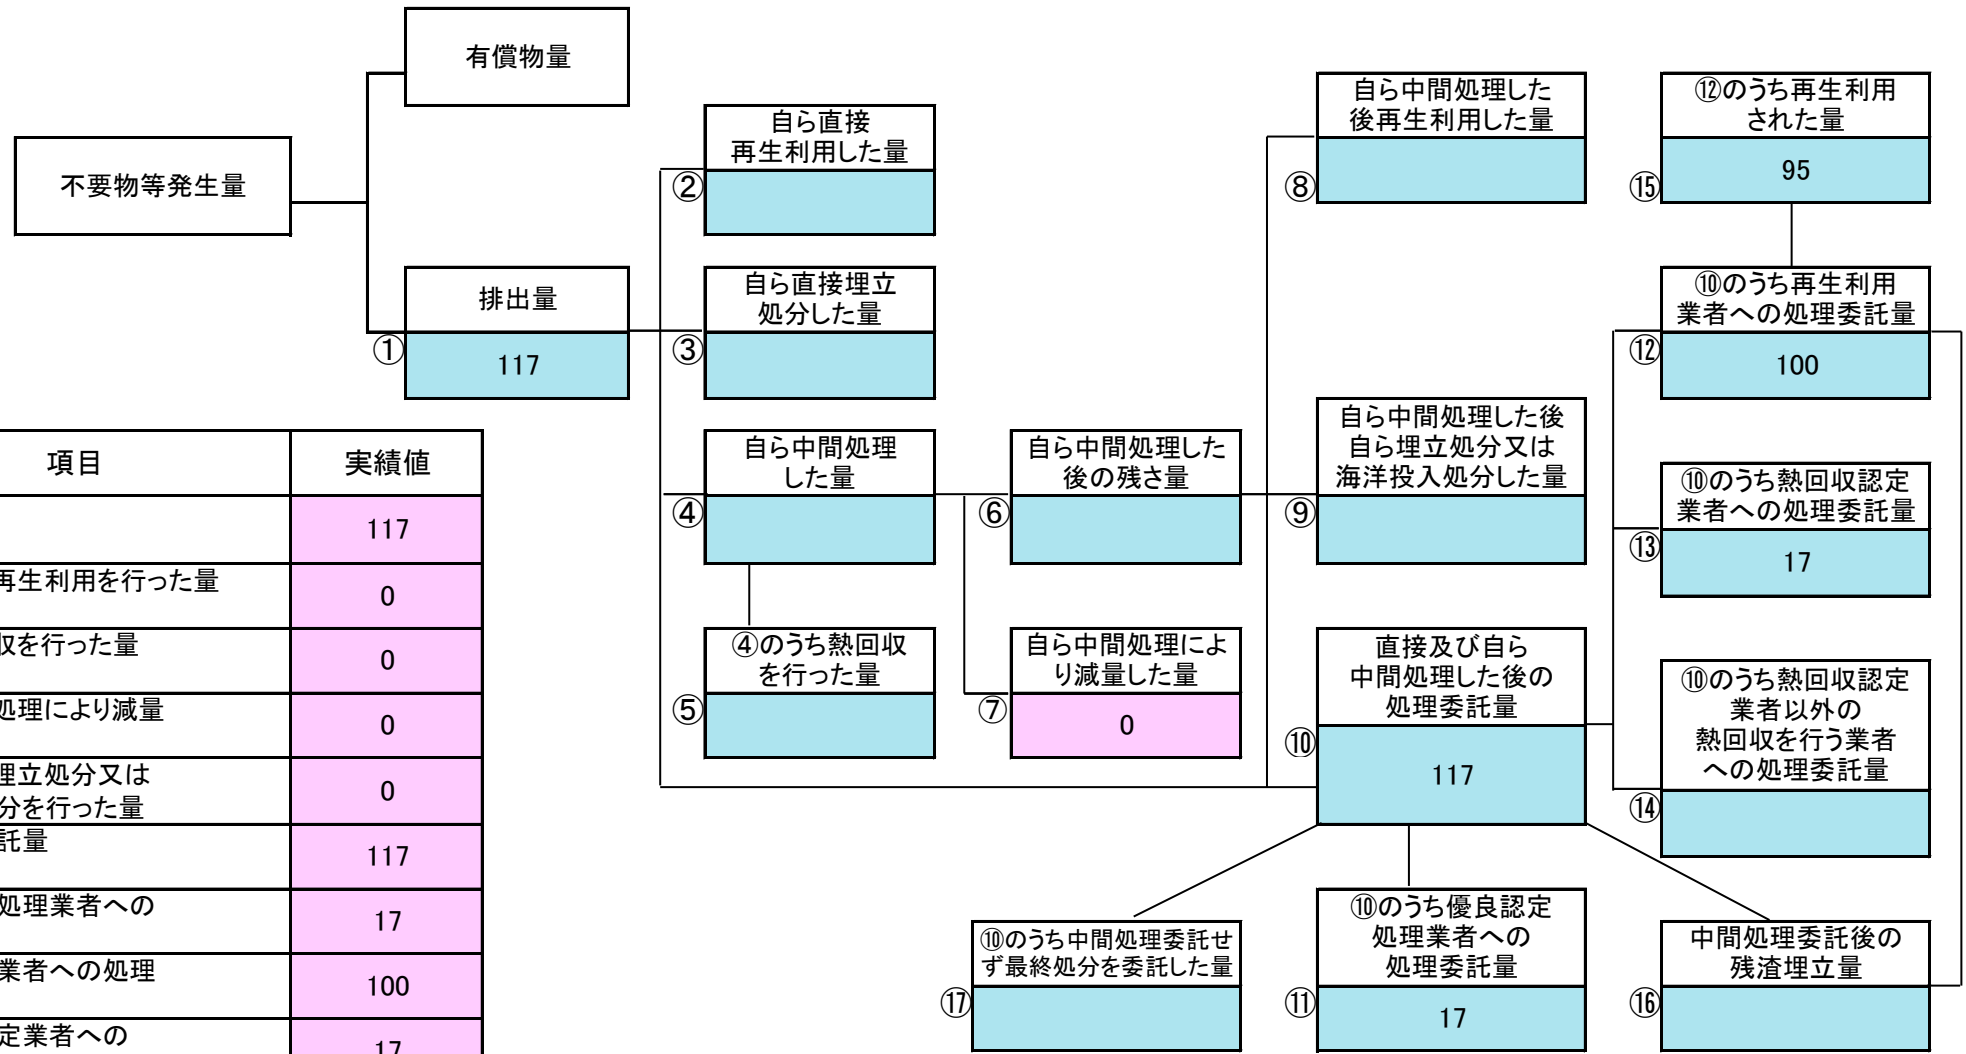 有償物量
不要物等発生量
排出量
①
117
自ら直接
再生利用した量
②
自ら直接埋立
処分した量
③
自ら中間処理
した量
④
④のうち熱回収
を行った量
⑤
自ら中間処理した
後の残さ量
⑥
自ら中間処理によ
り減量した量
⑦
0
自ら中間処理した
後再生利用した量
⑧
自ら中間処理した後
自ら埋立処分又は
海洋投入処分した量
⑨
直接及び自ら
中間処理した後の
処理委託量
⑩
117
⑫のうち再生利用
された量
⑮
95
⑩のうち再生利用
業者への処理委託量
⑫
100
⑩のうち熱回収認定
業者への処理委託量
⑬
17
⑩のうち熱回収認定
業者以外の
熱回収を行う業者
への処理委託量
⑭
⑩のうち中間処理委託せ
ず最終処分を委託した量
⑰
⑩のうち優良認定
処理業者への
処理委託量
⑪
17
中間処理委託後の
残渣埋立量
⑯
項目 実績値
117
再生利用を行った量
0
収を行った量
0
処理により減量
0
埋立処分又は
分を行った量
0
託量
117
処理業者への
17
業者への処理
100
定業者への
17